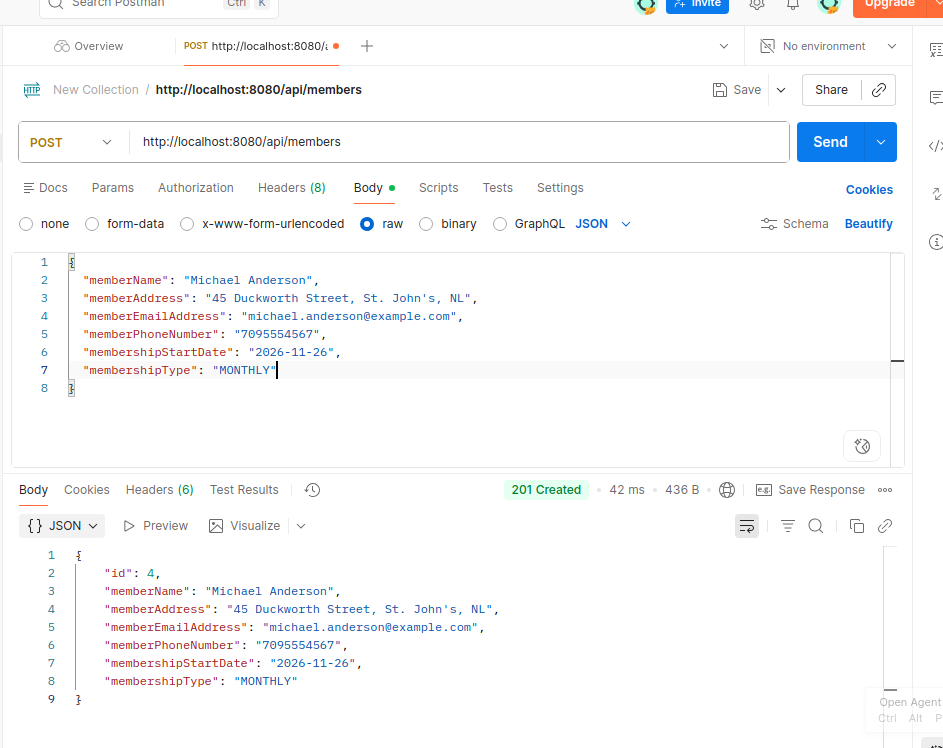 Search Postman Ctrl K Invite Upgrade
Overview POST http://localhost:8080/a No environment
HTTP New Collection / http://localhost:8080/api/members Save Share
POST http://localhost:8080/api/members Send
Docs Params Authorization Headers (8) Body Scripts Tests Settings Cookies
none form-data x-www-form-urlencoded raw binary GraphQL JSON Schema Beautify
1 {
2 "memberName": "Michael Anderson",
3 "memberAddress": "45 Duckworth Street, St. John's, NL",
4 "memberEmailAddress": "michael.anderson@example.com",
5 "memberPhoneNumber": "7095554567",
6 "membershipStartDate": "2026-11-26",
7 "membershipType": "MONTHLY"
8 }
Body Cookies Headers (6) Test Results 201 Created • 42 ms • 436 B • e.g. Save Response
{} JSON Preview Visualize
1 {
2 "id": 4,
3 "memberName": "Michael Anderson",
4 "memberAddress": "45 Duckworth Street, St. John's, NL",
5 "memberEmailAddress": "michael.anderson@example.com",
6 "memberPhoneNumber": "7095554567",
7 "membershipStartDate": "2026-11-26",
8 "membershipType": "MONTHLY"
9 }
Open Agent
Ctrl Alt P